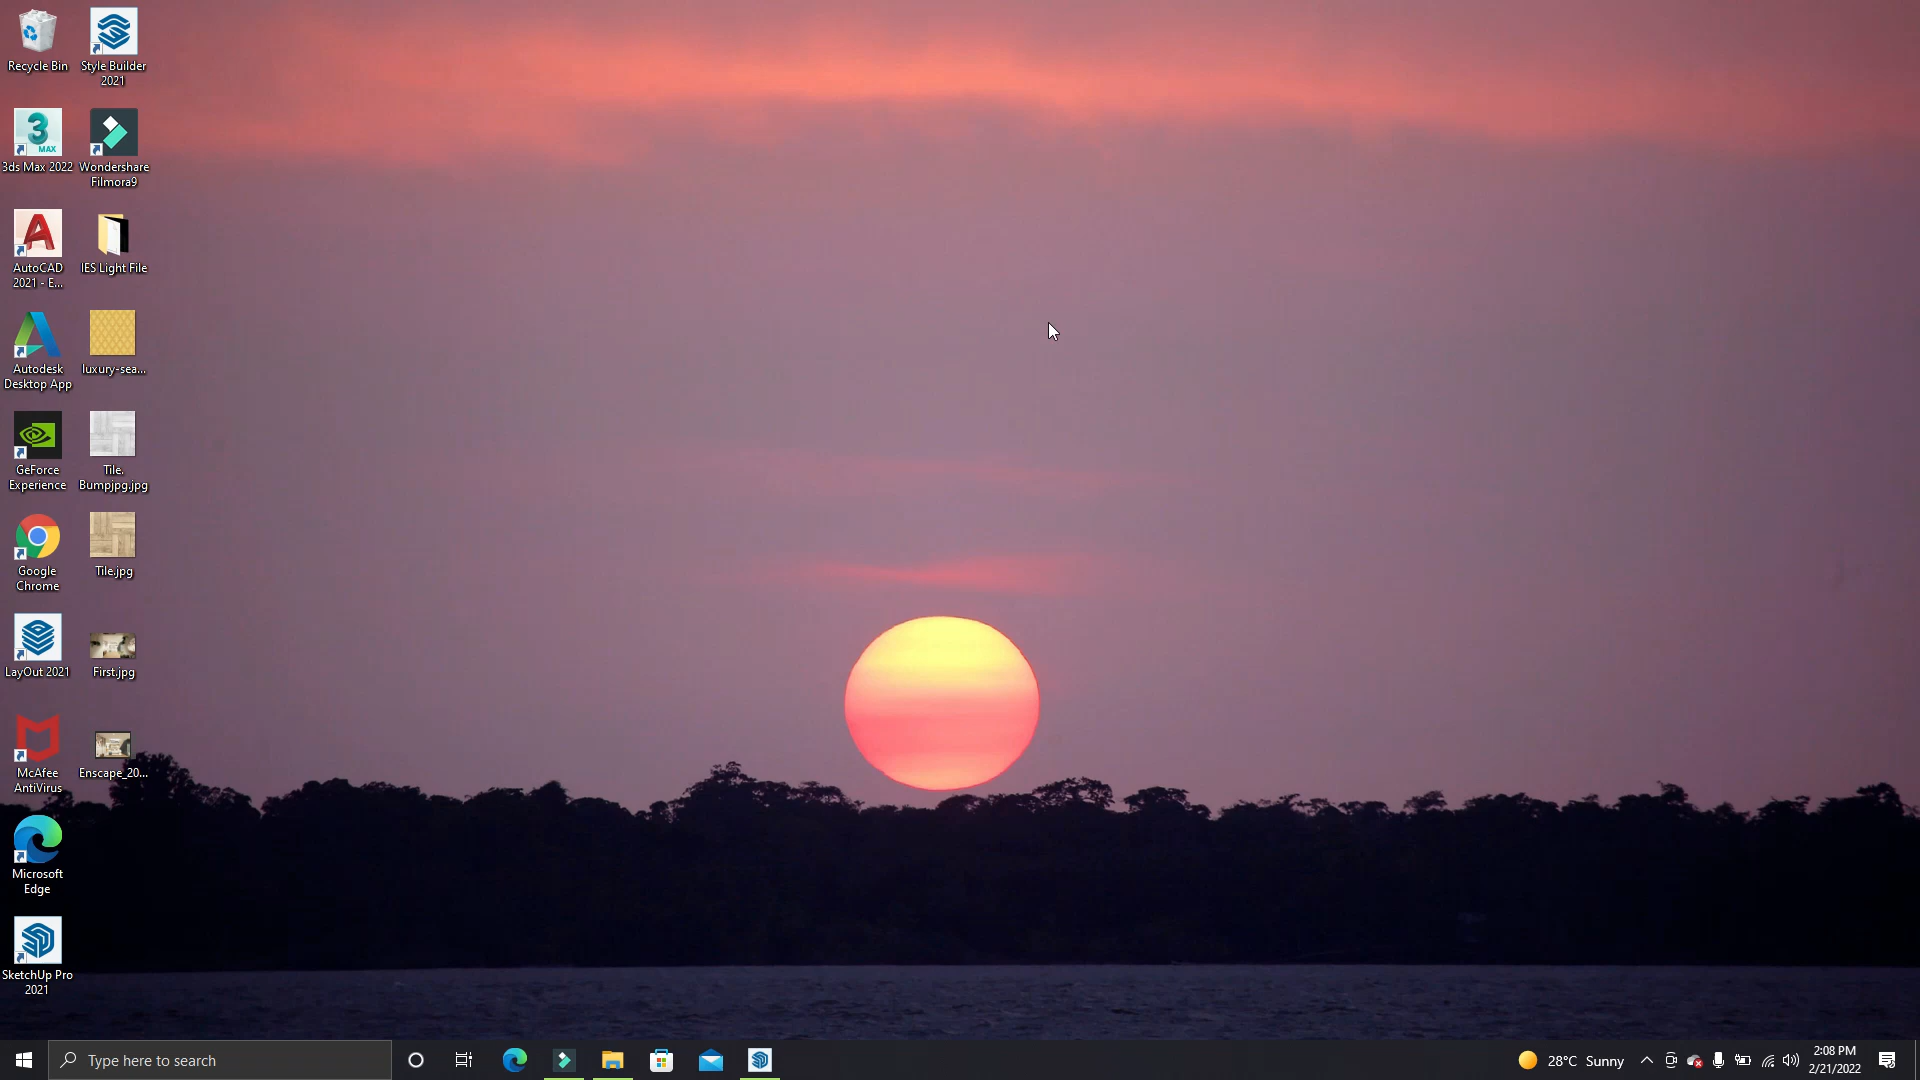 Recycle Bin
Style Builder
2021
3
MAX
3ds Max 2022
Wondershare
Filmora9
AutoCAD
2021 - E...
IES Light File
Autodesk
Desktop App
luxury-sea...
GeForce
Experience
Tile.
Bumpjpg.jpg
Google
Chrome
Tile.jpg
LayOut 2021
First.jpg
McAfee
AntiVirus
Enscape_20...
Microsoft
Edge
SketchUp Pro
2021
Type here to search
28°C Sunny
2:08 PM
2/21/2022